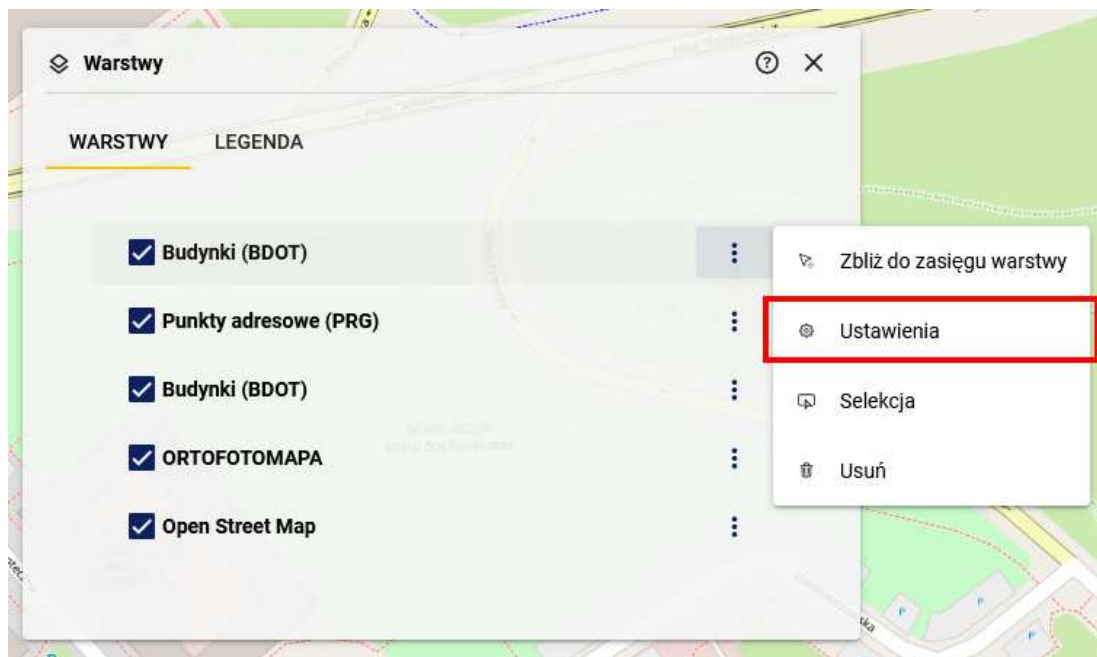 Warstwy
WARSTWY LEGENDA
Budynki (BDOT)
Zbliż do zasięgu warstwy
Punkty adresowe (PRG)
Ustawienia
Budynki (BDOT)
Selekcja
ORTOFOTOMAPA
Usuń
Open Street Map